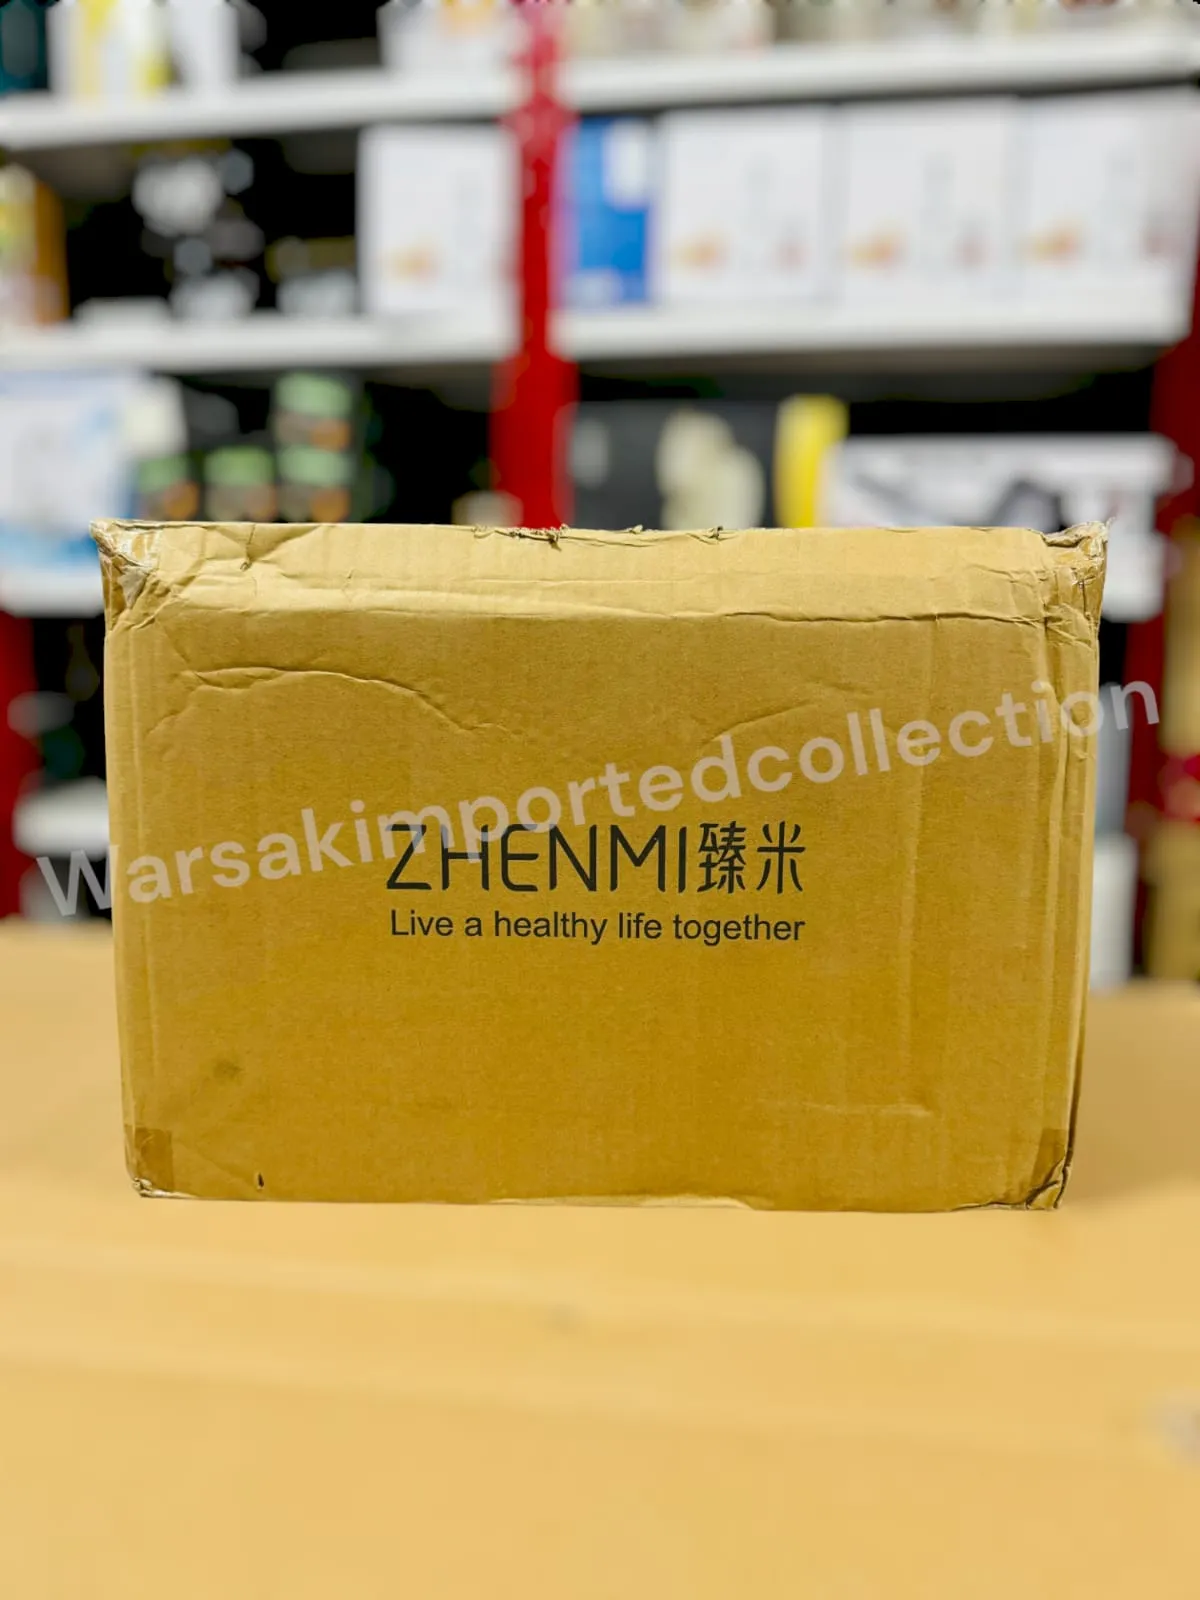 Warsakimportedcollection
ZHENMI臻米
Live a healthy life together